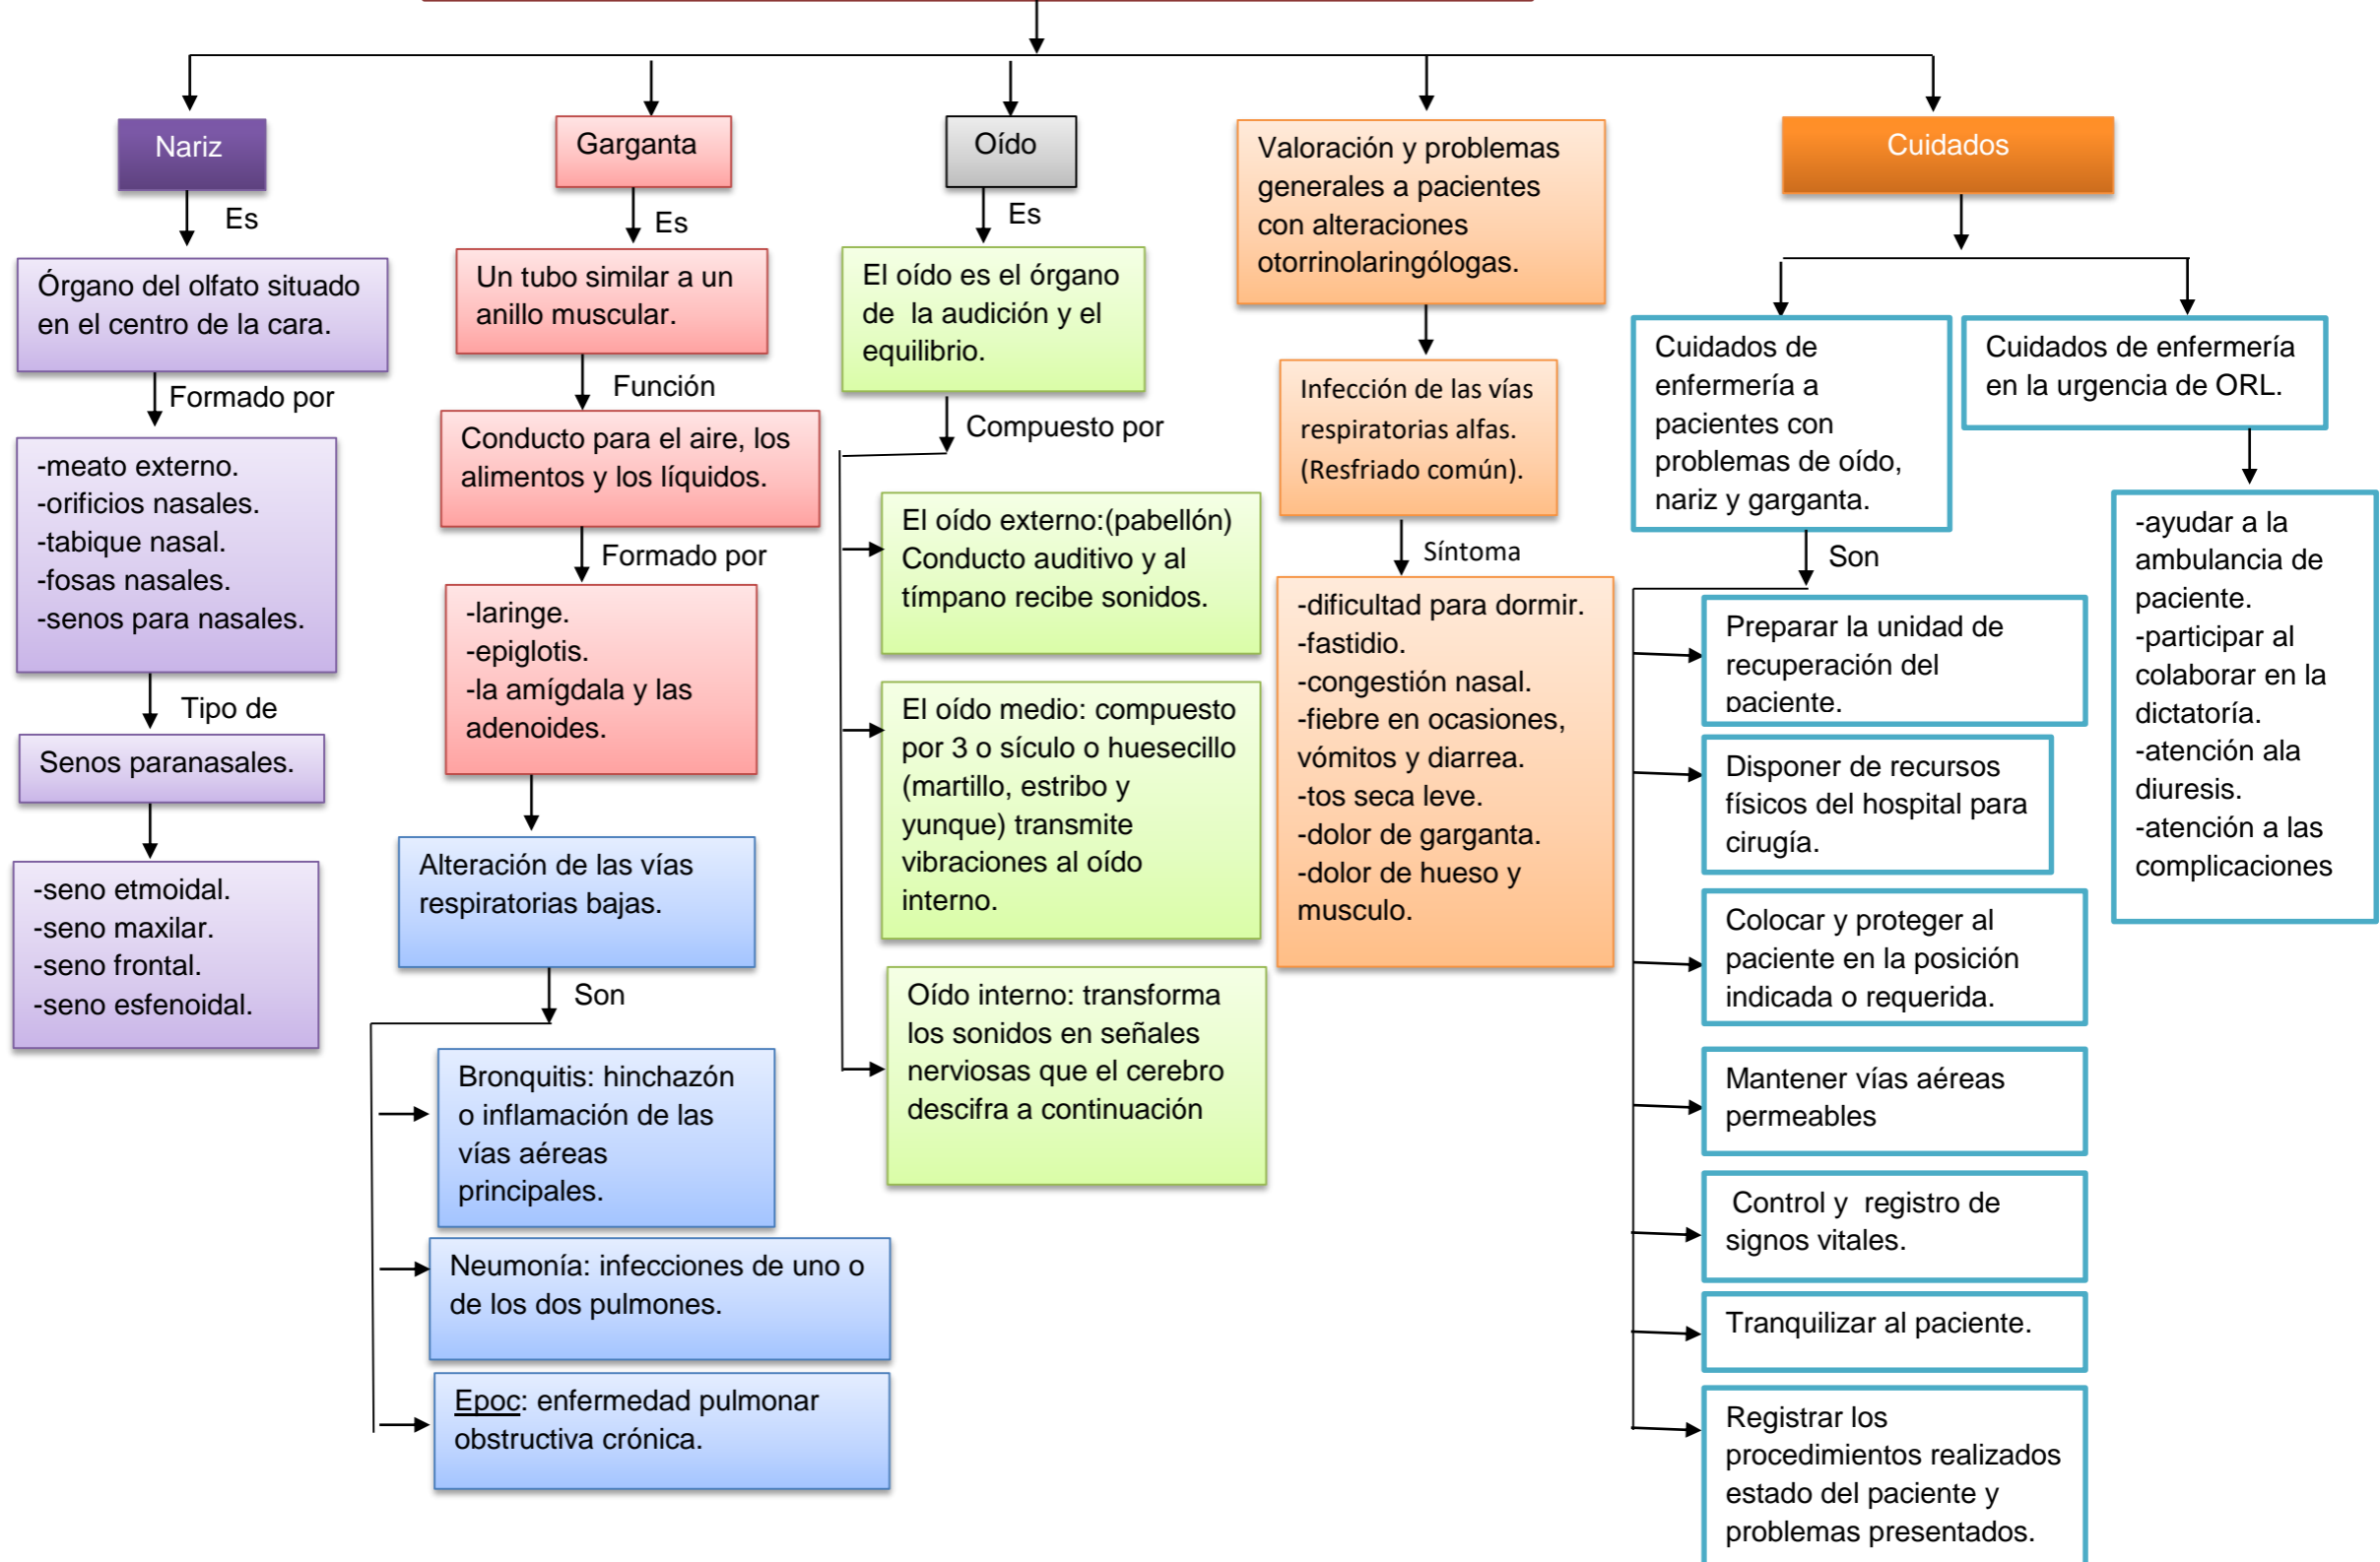 Nariz
Es
Órgano del olfato situado
en el centro de la cara.
Formado por
-meato externo.
-orificios nasales.
-tabique nasal.
-fosas nasales.
-senos para nasales.
Tipo de
Senos paranasales.
-seno etmoidal.
-seno maxilar.
-seno frontal.
-seno esfenoidal.
Garganta
Es
Un tubo similar a un
anillo muscular.
Función
Conducto para el aire, los
alimentos y los líquidos.
Formado por
-laringe.
-epiglotis.
-la amígdala y las
adenoides.
Alteración de las vías
respiratorias bajas.
Son
Bronquitis: hinchazón
o inflamación de las
vías aéreas
principales.
Neumonía: infecciones de uno o
de los dos pulmones.
Epoc: enfermedad pulmonar
obstructiva crónica.
Oído
Es
El oído es el órgano
de  la audición y el
equilibrio.
Compuesto por
El oído externo:(pabellón)
Conducto auditivo y al
tímpano recibe sonidos.
El oído medio: compuesto
por 3 o sículo o huesecillo
(martillo, estribo y
yunque) transmite
vibraciones al oído
interno.
Oído interno: transforma
los sonidos en señales
nerviosas que el cerebro
descifra a continuación
Valoración y problemas
generales a pacientes
con alteraciones
otorrinolaringólogas.
Infección de las vías
respiratorias alfas.
(Resfriado común).
Síntoma
-dificultad para dormir.
-fastidio.
-congestión nasal.
-fiebre en ocasiones,
vómitos y diarrea.
-tos seca leve.
-dolor de garganta.
-dolor de hueso y
musculo.
Cuidados
Cuidados de
enfermería a
pacientes con
problemas de oído,
nariz y garganta.
Son
Preparar la unidad de
recuperación del
paciente.
Disponer de recursos
físicos del hospital para
cirugía.
Colocar y proteger al
paciente en la posición
indicada o requerida.
Mantener vías aéreas
permeables
Control y  registro de
signos vitales.
Tranquilizar al paciente.
Registrar los
procedimientos realizados
estado del paciente y
problemas presentados.
Cuidados de enfermería
en la urgencia de ORL.
-ayudar a la
ambulancia de
paciente.
-participar al
colaborar en la
dictatoría.
-atención ala
diuresis.
-atención a las
complicaciones